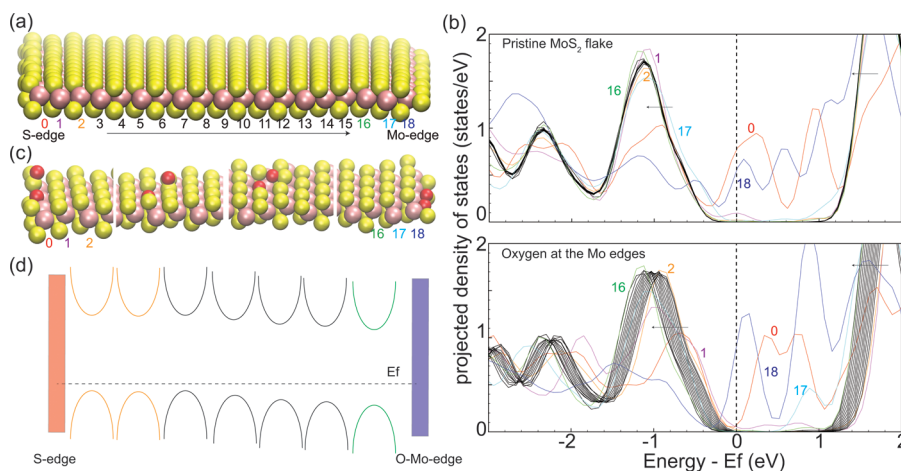 (a)
0 1 2 3 4 5 6 7 8 9 10 11 12 13 14 15 16 17 18
S-edge Mo-edge
(c)
0 1 2 16 17 18
(d)
Ef
S-edge O-Mo-edge
(b)
projected density of states (states/eV)
Pristine MoS2 flake
2
1
0
1
16
2
17
0
18
Oxygen at the Mo edges
2
1
0
2
16
1
0
18
17
-2 -1 0 1 2
Energy - Ef (eV)